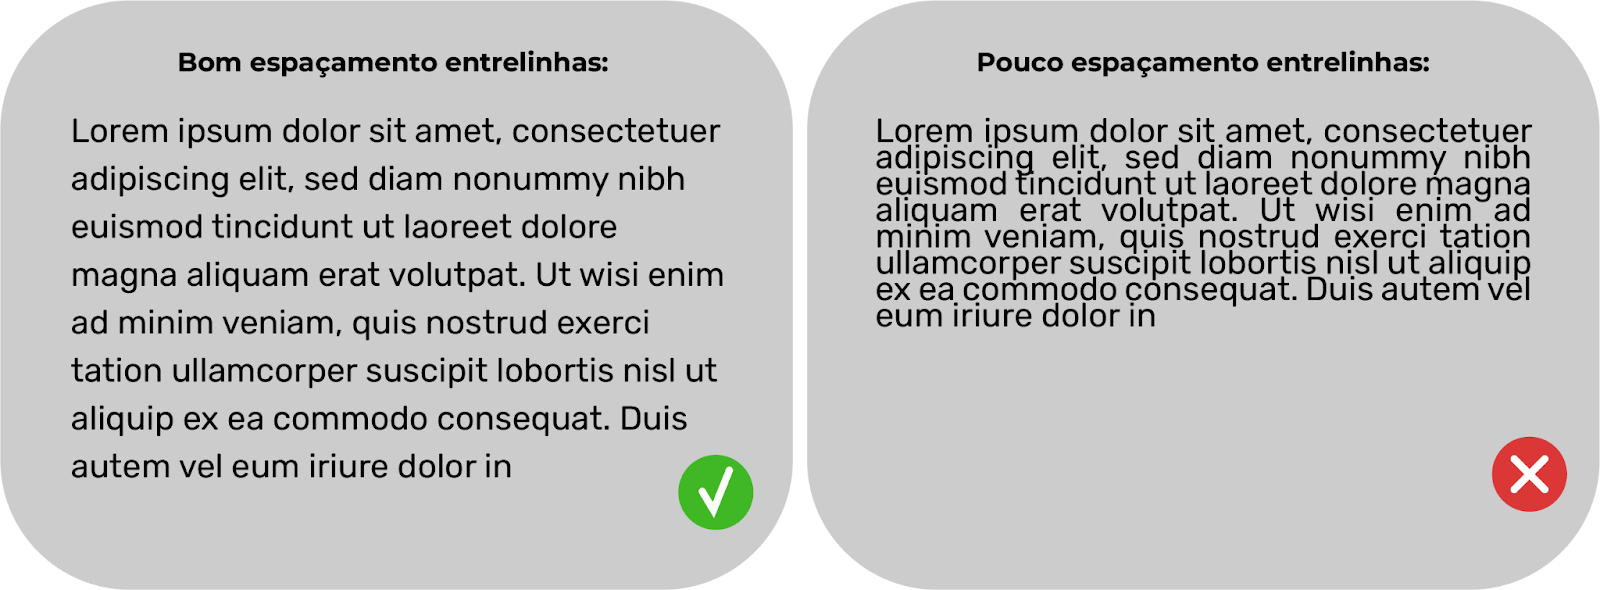 Bom espaçamento entrelinhas:
Lorem ipsum dolor sit amet, consectetuer
adipiscing elit, sed diam nonummy nibh
euismod tincidunt ut laoreet dolore
magna aliquam erat volutpat. Ut wisi enim
ad minim veniam, quis nostrud exerci
tation ullamcorper suscipit lobortis nisl ut
aliquip ex ea commodo consequat. Duis
autem vel eum iriure dolor in
Pouco espaçamento entrelinhas:
Lorem ipsum dolor sit amet, consectetuer
adipiscing elit, sed diam nonummy nibh
euismod tincidunt ut laoreet dolore magna
aliquam erat volutpat. Ut wisi enim ad
minim veniam, quis nostrud exerci tation
ullamcorper suscipit lobortis nisl ut aliquip
ex ea commodo consequat. Duis autem vel
eum iriure dolor in